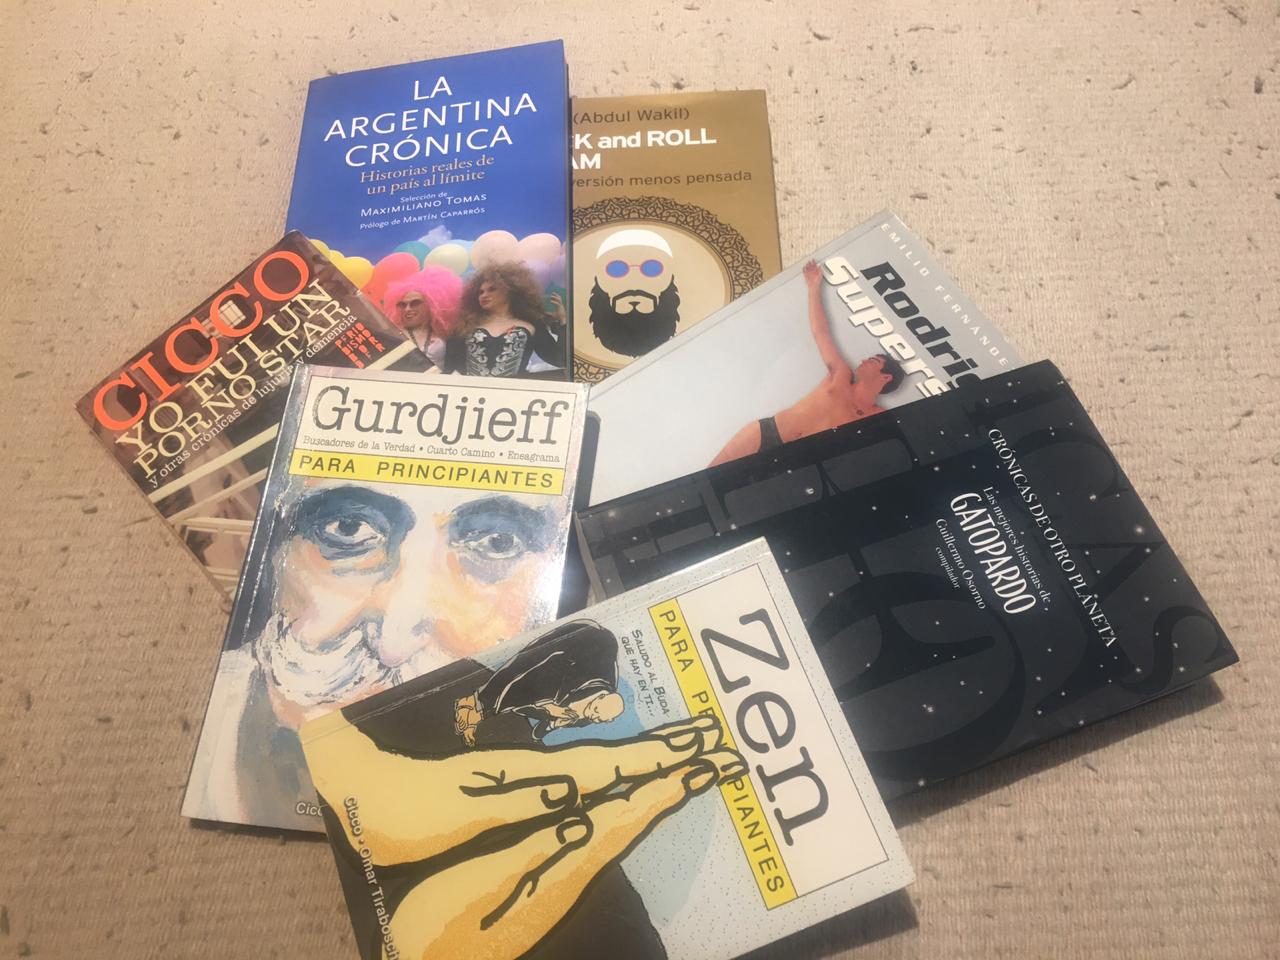 LA
ARGENTINA
CRÓNICA
Historias reales de
un país al límite
Selección de
MAXIMILIANO TOMAS
Prólogo de MARTÍN CAPARRÓS
(Abdul Wakil)
CK and ROLL
AM
versión menos pensada
EMILIO FERNÁNDE
Rodrig
Supers
CICCO
YO FUI UN
PORNO STAR
y otras crónicas de lujuria y demencia
PERIO
DISMO
Gurdjieff
Buscadores de la Verdad • Cuarto Camino • Eneagrama
PARA PRINCIPIANTES
Cicc
CRÓNICAS DE OTRO PLANETA
Las mejores historias de
GATOPARDO
Guillermo Osorno
compilador
Zen
PARA PRINCIPIANTES
SALUDO AL BUDA
QUE HAY EN TI...
Cicco • Omar Tirabosch